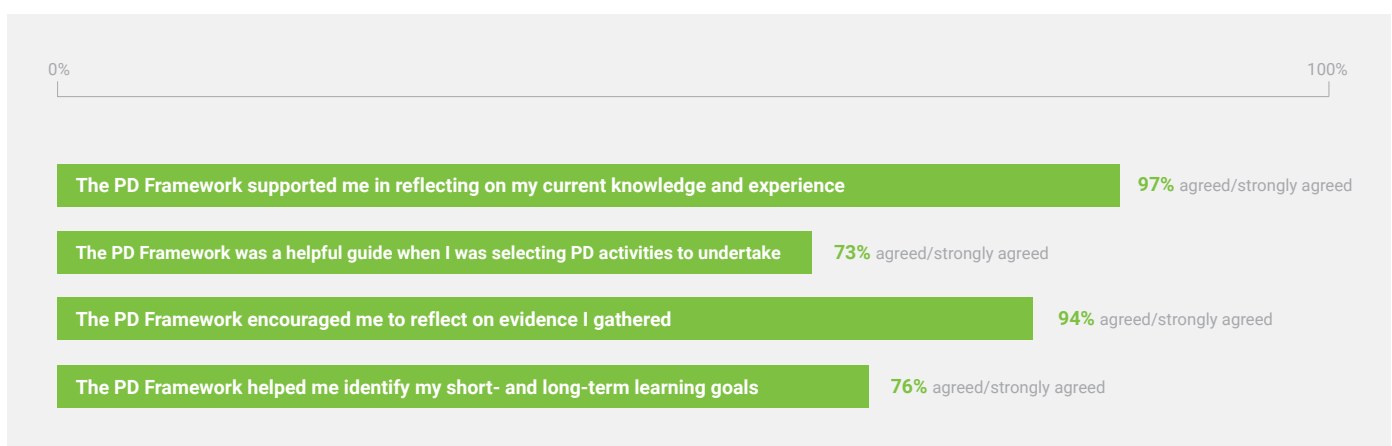 0% 100%
The PD Framework supported me in reflecting on my current knowledge and experience 97% agreed/strongly agreed
The PD Framework was a helpful guide when I was selecting PD activities to undertake 73% agreed/strongly agreed
The PD Framework encouraged me to reflect on evidence I gathered 94% agreed/strongly agreed
The PD Framework helped me identify my short- and long-term learning goals 76% agreed/strongly agreed